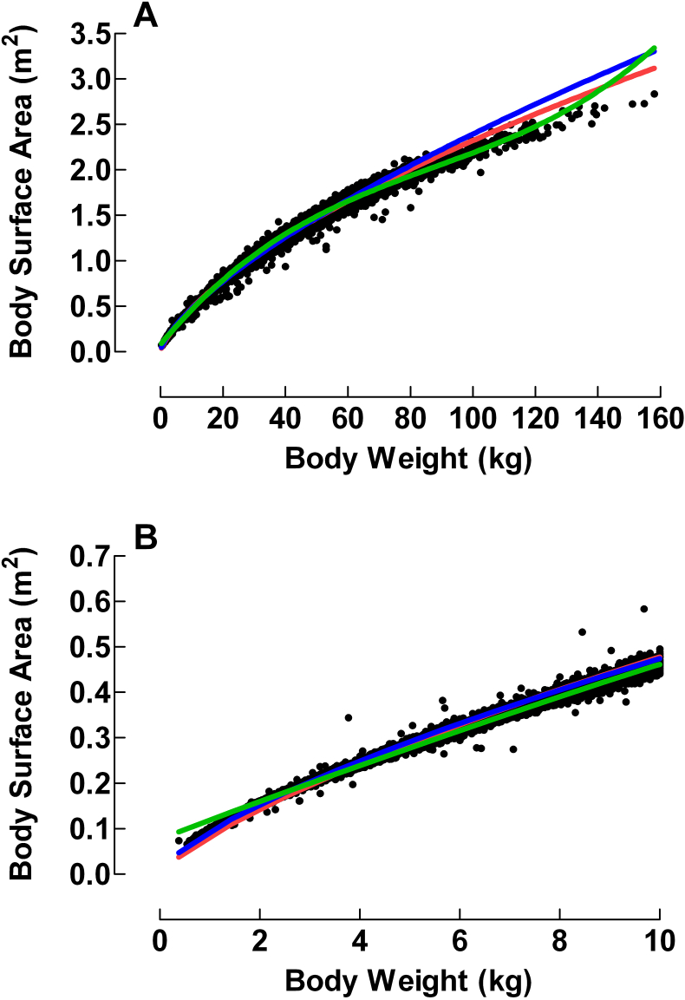 A
3.5
3.0
2.5
2.0
1.5
1.0
0.5
0.0
Body Surface Area (m²)
0 20 40 60 80 100 120 140 160
Body Weight (kg)
B
0.7
0.6
0.5
0.4
0.3
0.2
0.1
0.0
Body Surface Area (m²)
0 2 4 6 8 10
Body Weight (kg)